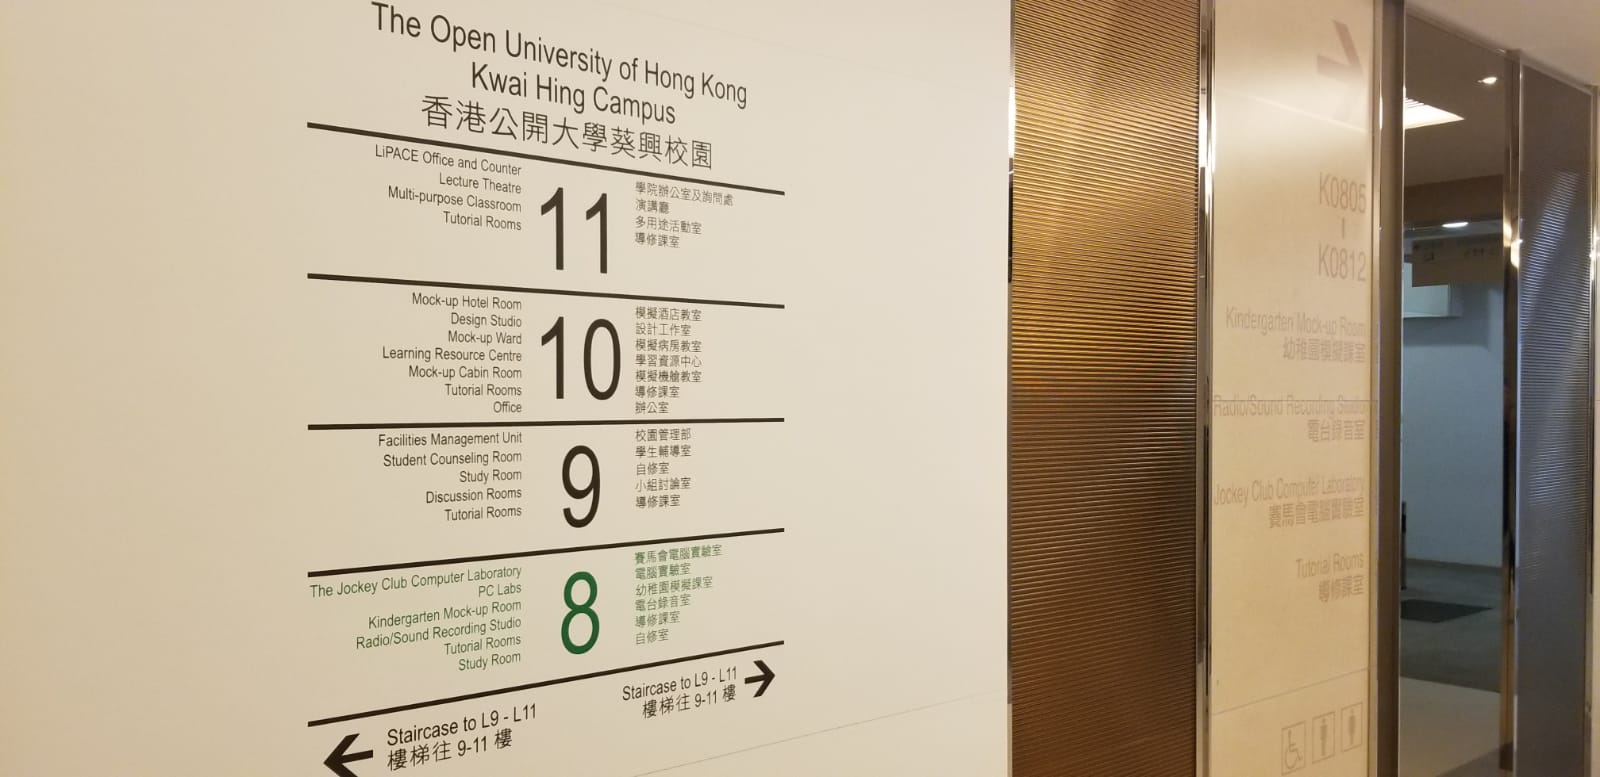 The Open University of Hong Kong
Kwai Hing Campus
香港公開大學葵興校園
LiPACE Office and Counter
Lecture Theatre
Multi-purpose Classroom
Tutorial Rooms
11
學院辦公室及詢問處
演講廳
多用途活動室
導修課室
Mock-up Hotel Room
Design Studio
Mock-up Ward
Learning Resource Centre
Mock-up Cabin Room
Tutorial Rooms
Office
10
模擬酒店教室
設計工作室
模擬病房教室
學習資源中心
模擬機艙教室
導修課室
辦公室
Facilities Management Unit
Student Counseling Room
Study Room
Discussion Rooms
Tutorial Rooms
9
校園管理部
學生輔導室
自修室
小組討論室
導修課室
The Jockey Club Computer Laboratory
PC Labs
Kindergarten Mock-up Room
Radio/Sound Recording Studio
Tutorial Rooms
Study Room
8
賽馬會電腦實驗室
電腦實驗室
幼稚園模擬課室
電台錄音室
導修課室
自修室
Staircase to L9 - L11
樓梯往 9-11 樓
Staircase to L9 - L11
樓梯往 9-11 樓
K0805
K0812
Kindergarten Mock-up Room
幼稚園模擬課室
Radio/Sound Recording Studio
電台錄音室
Jockey Club Computer Laboratory
賽馬會電腦實驗室
Tutorial Rooms
導修課室